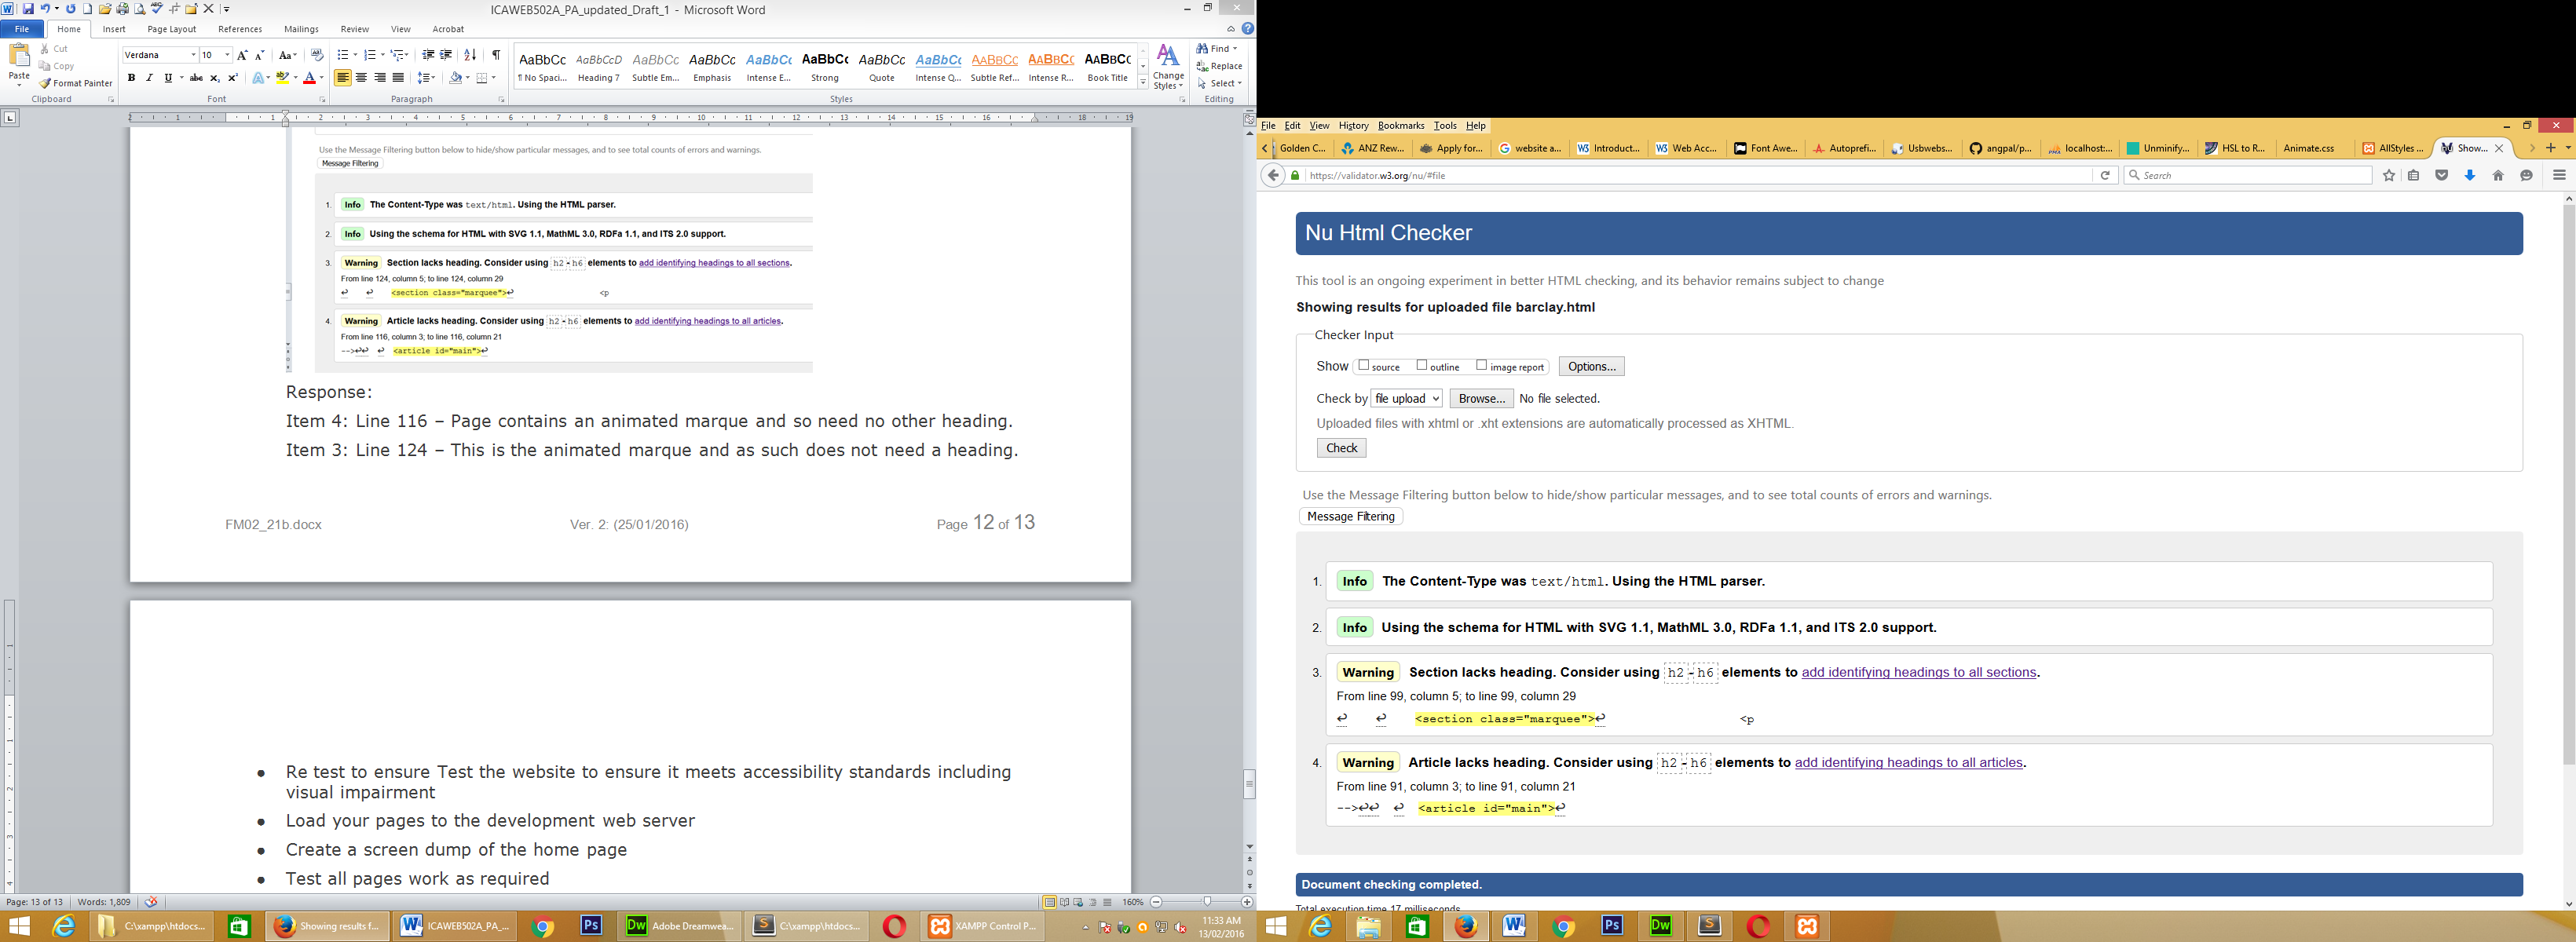 ICAWEB502A_PA_updated_Draft_1 - Microsoft Word
File Home Insert Page Layout References Mailings Review View Acrobat
Paste
Cut
Copy
Format Painter
Clipboard
Verdana 10
Font
Paragraph
AaBbCc AaBbCcD AaBbCc AaBbCc AaBbCc AaBbCc AaBbCc AaBbCc AaBbCc AaBbCc AaBbCc
¶ No Spaci... Heading 7 Subtle Em... Emphasis Intense E... Strong Quote Intense Q... Subtle Ref... Intense R... Book Title
Change Styles
Styles
Find
Replace
Select
Editing
Use the Message Filtering button below to hide/show particular messages, and to see total counts of errors and warnings.
Message Filtering
1. Info The Content-Type was text/html. Using the HTML parser.
2. Info Using the schema for HTML with SVG 1.1, MathML 3.0, RDFa 1.1, and ITS 2.0 support.
3. Warning Section lacks heading. Consider using h2-h6 elements to add identifying headings to all sections.
From line 124, column 5; to line 124, column 29
↩ ↩ <section class="marquee">↩ <p
4. Warning Article lacks heading. Consider using h2-h6 elements to add identifying headings to all articles.
From line 116, column 3; to line 116, column 21
-->↩↩ ↩ <article id="main">↩
Response:
Item 4: Line 116 – Page contains an animated marque and so need no other heading.
Item 3: Line 124 – This is the animated marque and as such does not need a heading.
FM02_21b.docx Ver. 2: (25/01/2016) Page 12 of 13
• Re test to ensure Test the website to ensure it meets accessibility standards including
visual impairment
• Load your pages to the development web server
• Create a screen dump of the home page
• Test all pages work as required
Page: 13 of 13 Words: 1,809 160%
C:\xampp\htdocs... Showing results f... ICAWEB502A_PA_... Adobe Dreamwea... C:\xampp\htdocs... XAMPP Control P...
11:33 AM
13/02/2016
File Edit View History Bookmarks Tools Help
Golden C... ANZ Rew... Apply for... website a... Introduct... Web Acc... Font Awe... Autoprefi... Usbwebs... angpal/p... localhost:... Unminify... HSL to R... Animate.css AllStyles ... Show...
https://validator.w3.org/nu/#file
Search
Nu Html Checker
This tool is an ongoing experiment in better HTML checking, and its behavior remains subject to change
Showing results for uploaded file barclay.html
Checker Input
Show source outline image report Options...
Check by file upload Browse... No file selected.
Uploaded files with xhtml or .xht extensions are automatically processed as XHTML.
Check
Use the Message Filtering button below to hide/show particular messages, and to see total counts of errors and warnings.
Message Filtering
1. Info The Content-Type was text/html. Using the HTML parser.
2. Info Using the schema for HTML with SVG 1.1, MathML 3.0, RDFa 1.1, and ITS 2.0 support.
3. Warning Section lacks heading. Consider using h2-h6 elements to add identifying headings to all sections.
From line 99, column 5; to line 99, column 29
↩ ↩ <section class="marquee">↩ <p
4. Warning Article lacks heading. Consider using h2-h6 elements to add identifying headings to all articles.
From line 91, column 3; to line 91, column 21
-->↩↩ ↩ <article id="main">↩
Document checking completed.
Total execution time 17 milliseconds